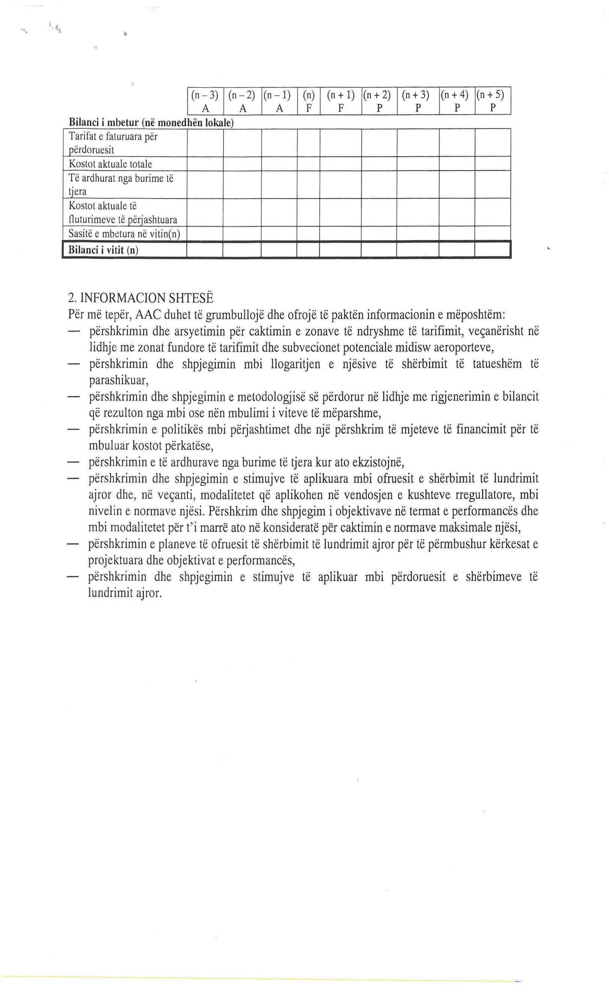 (n – 3) (n – 2) (n – 1) (n) (n + 1) (n + 2) (n + 3) (n + 4) (n + 5)
A A A F F P P P P
Bilanci i mbetur (në monedhën lokale)
Tarifat e faturuara për
përdoruesit
Kostot aktuale totale
Të ardhurat nga burime të
tjera
Kostot aktuale të
fluturimeve të përjashtuara
Sasitë e mbetura në vitin(n)
Bilanci i vitit (n)
2. INFORMACION SHTESË
Për më tepër, AAC duhet të grumbullojë dhe ofrojë të paktën informacionin e mëposhtëm:
— përshkrimin dhe arsyetimin për caktimin e zonave të ndryshme të tarifimit, veçanërisht në
lidhje me zonat fundore të tarifimit dhe subvecionet potenciale midisw aeroporteve,
— përshkrimin dhe shpjegimin mbi llogaritjen e njësive të shërbimit të tatueshëm të
parashikuar,
— përshkrimin dhe shpjegimin e metodologjisë së përdorur në lidhje me rigjenerimin e bilancit
që rezulton nga mbi ose nën mbulimi i viteve të mëparshme,
— përshkrimin e politikës mbi përjashtimet dhe një përshkrim të mjeteve të financimit për të
mbuluar kostot përkatëse,
— përshkrimin e të ardhurave nga burime të tjera kur ato ekzistojnë,
— përshkrimin dhe shpjegimin e stimujve të aplikuara mbi ofruesit e shërbimit të lundrimit
ajror dhe, në veçanti, modalitetet që aplikohen në vendosjen e kushteve rregullatore, mbi
nivelin e normave njësi. Përshkrim dhe shpjegim i objektivave në termat e performancës dhe
mbi modalitetet për t’i marrë ato në konsideratë për caktimin e normave maksimale njësi,
— përshkrimin e planeve të ofruesit të shërbimit të lundrimit ajror për të përmbushur kërkesat e
projektuara dhe objektivat e performancës,
— përshkrimin dhe shpjegimin e stimujve të aplikuar mbi përdoruesit e shërbimeve të
lundrimit ajror.